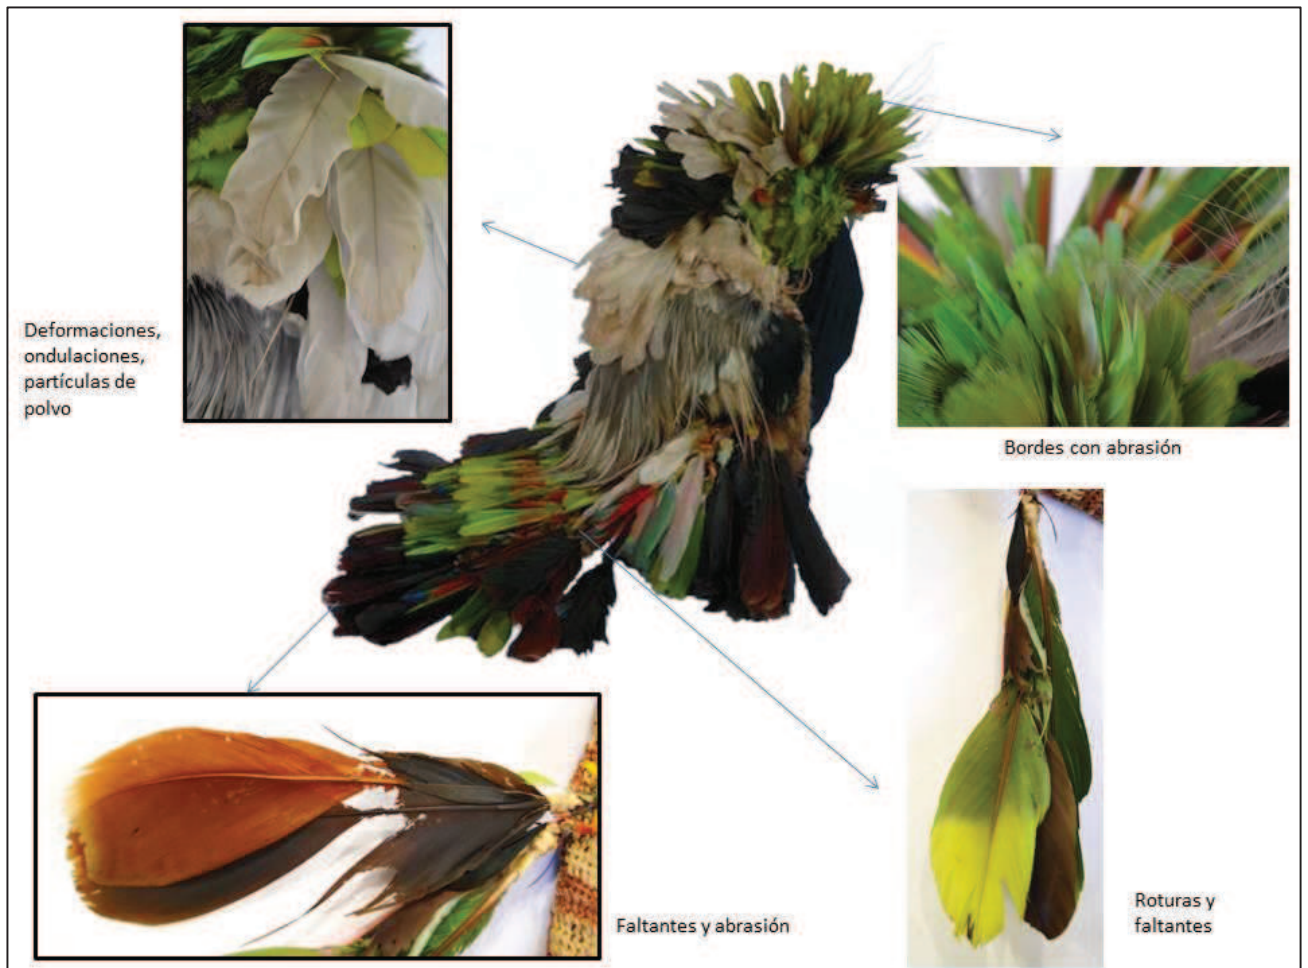 Deformaciones,
ondulaciones,
partículas de
polvo
Bordes con abrasión
Faltantes y abrasión
Roturas y
faltantes